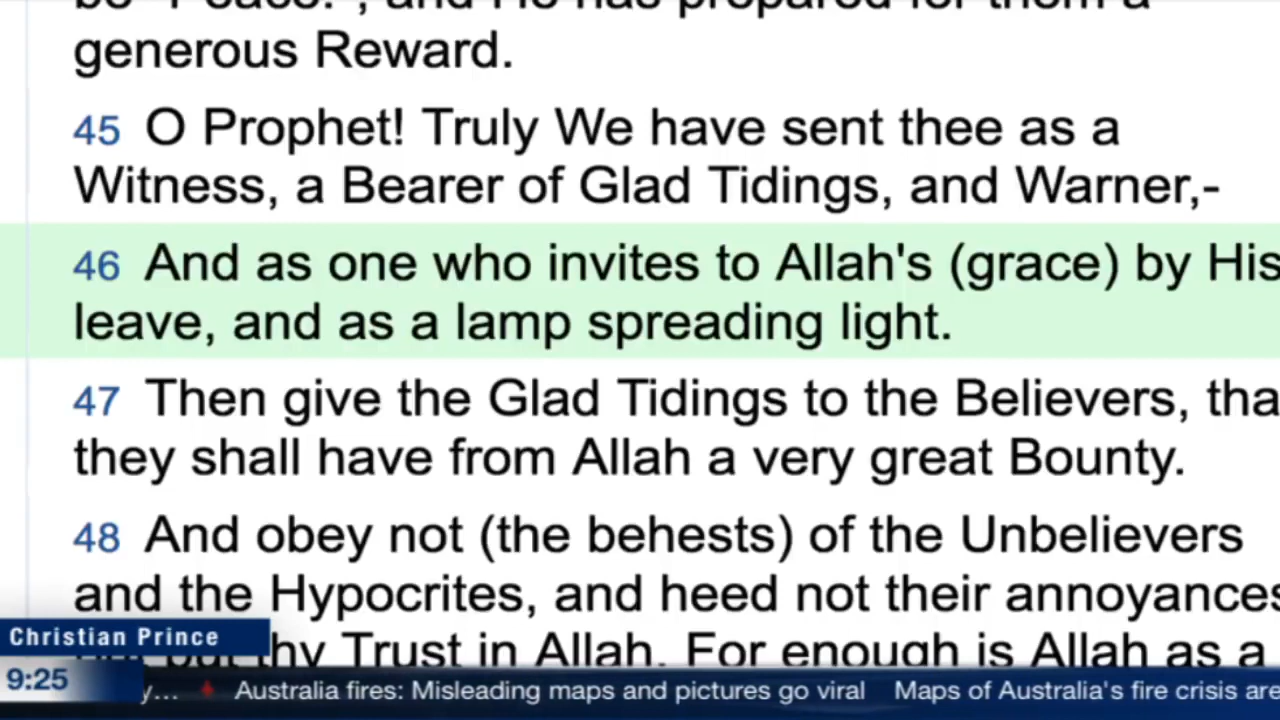 generous Reward.
45 O Prophet! Truly We have sent thee as a
Witness, a Bearer of Glad Tidings, and Warner,-
46 And as one who invites to Allah's (grace) by His
leave, and as a lamp spreading light.
47 Then give the Glad Tidings to the Believers, tha
they shall have from Allah a very great Bounty.
48 And obey not (the behests) of the Unbelievers
and the Hypocrites, and heed not their annoyances
thy Trust in Allah. For enough is Allah as a
Christian Prince
9:25
y... Australia fires: Misleading maps and pictures go viral Maps of Australia's fire crisis are